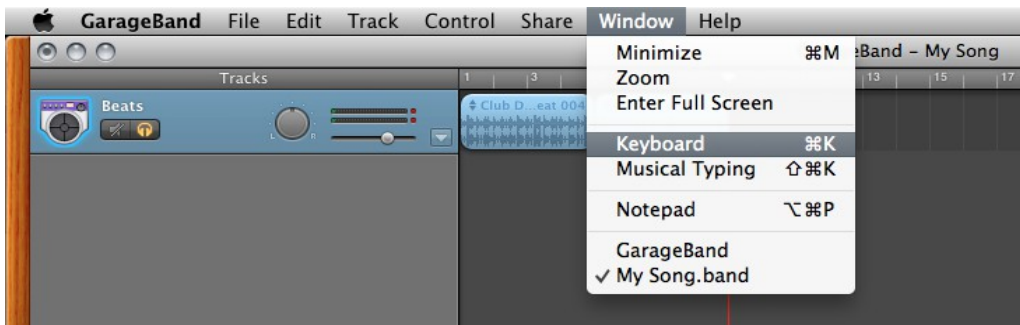 GarageBand File Edit Track Control Share Window Help
eBand – My Song
Minimize ⌘M
Zoom
Enter Full Screen
Keyboard ⌘K
Musical Typing ⇧⌘K
Notepad ⌥⌘P
GarageBand
✓ My Song.band
Tracks
1 3 13 15 17
Beats
L R
Club D...eat 004